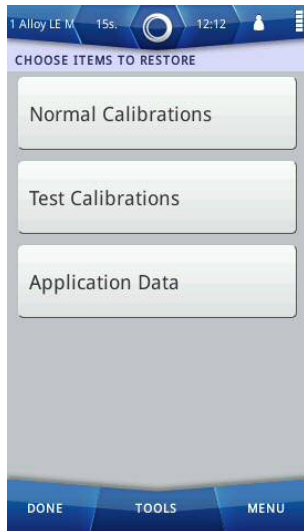 1 Alloy LE M 15s. 12:12
CHOOSE ITEMS TO RESTORE
Normal Calibrations
Test Calibrations
Application Data
DONE TOOLS MENU